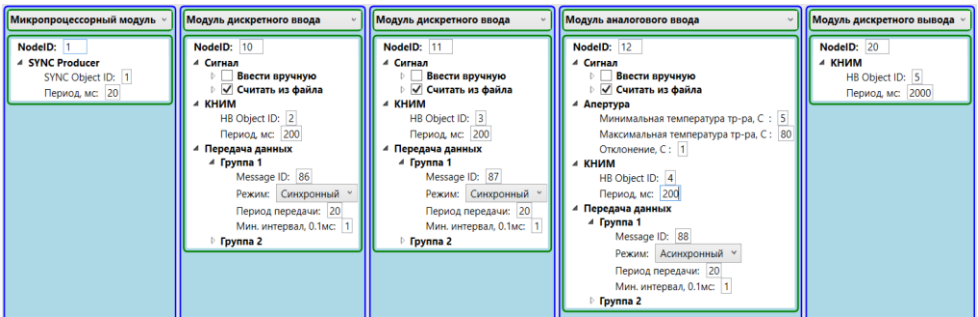 Микропроцессорный модуль
NodeID: 1
SYNC Producer
SYNC Object ID: 1
Период, мс: 20
Модуль дискретного ввода
NodeID: 10
Сигнал
Ввести вручную
Считать из файла
КНИМ
HB Object ID: 2
Период, мс: 200
Передача данных
Группа 1
Message ID: 86
Режим: Синхронный
Период передачи: 20
Мин. интервал, 0.1мс: 1
Группа 2
Модуль дискретного ввода
NodeID: 11
Сигнал
Ввести вручную
Считать из файла
КНИМ
HB Object ID: 3
Период, мс: 200
Передача данных
Группа 1
Message ID: 87
Режим: Синхронный
Период передачи: 20
Мин. интервал, 0.1мс: 1
Группа 2
Модуль аналогового ввода
NodeID: 12
Сигнал
Ввести вручную
Считать из файла
Апертура
Минимальная температура тр-ра, С : 5
Максимальная температура тр-ра, С : 80
Отклонение, С : 1
КНИМ
HB Object ID: 4
Период, мс: 200
Передача данных
Группа 1
Message ID: 88
Режим: Асинхронный
Период передачи: 20
Мин. интервал, 0.1мс: 1
Группа 2
Модуль дискретного вывода
NodeID: 20
КНИМ
HB Object ID: 5
Период, мс: 2000